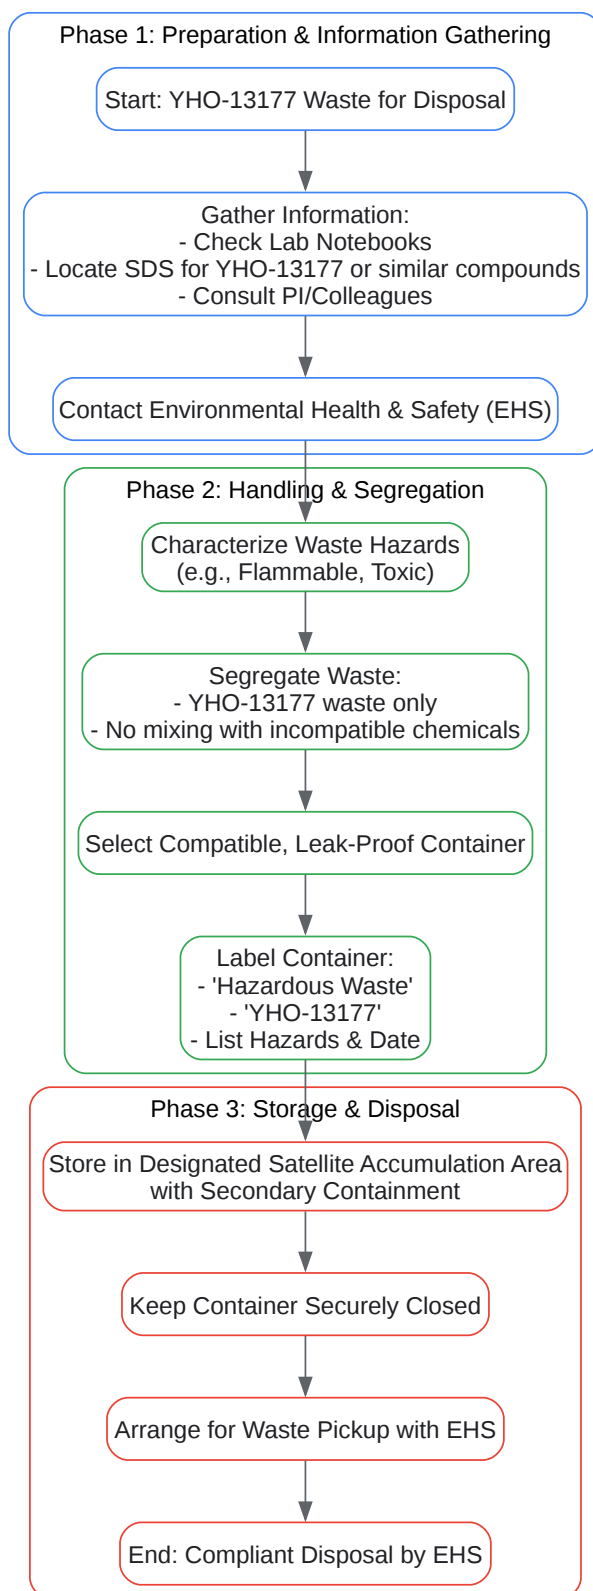 Phase 1: Preparation & Information Gathering
Start: YHO-13177 Waste for Disposal
Gather Information:
- Check Lab Notebooks
- Locate SDS for YHO-13177 or similar compounds
- Consult PI/Colleagues
Contact Environmental Health & Safety (EHS)
Phase 2: Handling & Segregation
Characterize Waste Hazards
(e.g., Flammable, Toxic)
Segregate Waste:
- YHO-13177 waste only
- No mixing with incompatible chemicals
Select Compatible, Leak-Proof Container
Label Container:
- 'Hazardous Waste'
- 'YHO-13177'
- List Hazards & Date
Phase 3: Storage & Disposal
Store in Designated Satellite Accumulation Area
with Secondary Containment
Keep Container Securely Closed
Arrange for Waste Pickup with EHS
End: Compliant Disposal by EHS